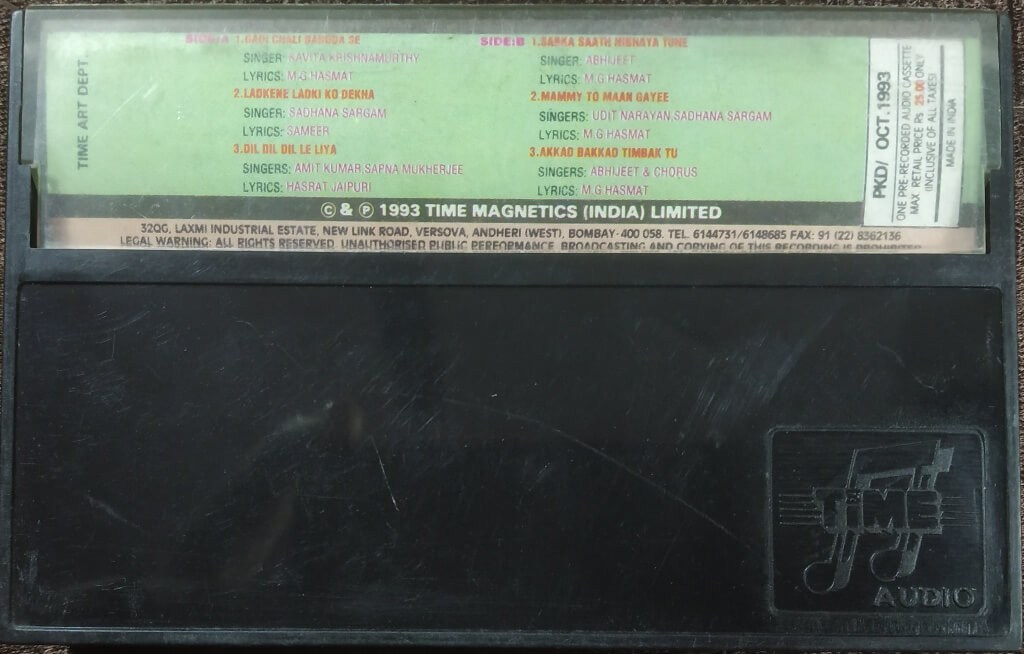 TIME ART DEPT.
SIDE:A 1.GADI CHALI
SINGER: KAVITA KRISHNAMURTHY
LYRICS: M.G.HASMAT
2.LADKENE LADKI KO DEKHA
SINGER: SADHANA SARGAM
LYRICS: SAMEER
3.DIL DIL DIL LE LIYA
SINGERS: AMIT KUMAR,SAPNA MUKHERJEE
LYRICS: HASRAT JAIPURI
SIDE:B 1.SABKA SAATH NIBHAYA TUNE
SINGER: ABHIJEET
LYRICS: M.G.HASMAT
2.MAMMY TO MAAN GAYEE
SINGERS: UDIT NARAYAN,SADHANA SARGAM
LYRICS: M.G.HASMAT
3.AKKAD BAKKAD TIMBAK TU
SINGERS: ABHIJEET & CHORUS
LYRICS: M.G.HASMAT
PKD/ OCT.1993
ONE PRE-RECORDED AUDIO CASSETTE
MAX RETAIL PRICE Rs 25.00 ONLY
(INCLUSIVE OF ALL TAXES)
MADE IN INDIA
© & ℗ 1993 TIME MAGNETICS (INDIA) LIMITED
320G, LAXMI INDUSTRIAL ESTATE, NEW LINK ROAD, VERSOVA, ANDHERI (WEST), BOMBAY-400 058. TEL. 6144731/6148685 FAX: 91 (22) 8362136
LEGAL WARNING: ALL RIGHTS RESERVED. UNAUTHORISED PUBLIC PERFORMANCE, BROADCASTING AND COPYING OF THIS RECORDING IS PROHIBITED
TIME
AUDIO